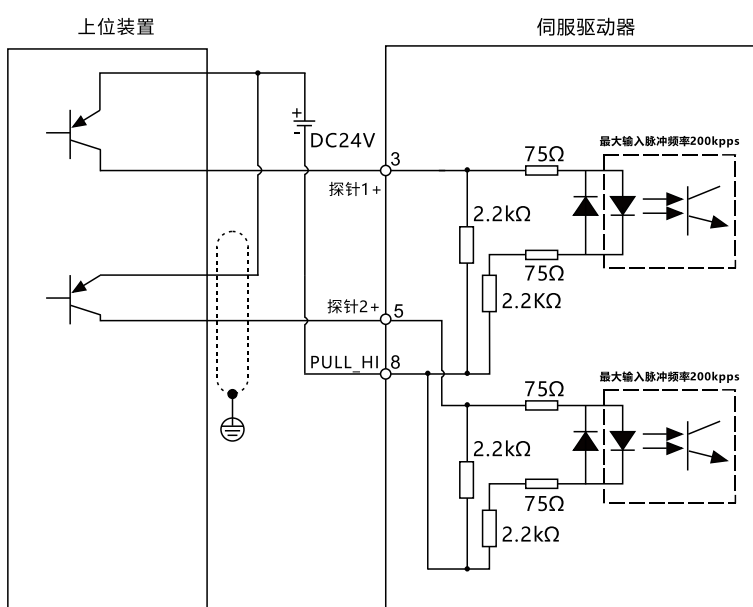 上位装置
伺服驱动器
+
-
DC24V
3
探针1+
最大输入脉冲频率200kpps
75Ω
2.2kΩ
75Ω
2.2KΩ
探针2+
5
PULL_HI
8
最大输入脉冲频率200kpps
75Ω
2.2kΩ
75Ω
2.2kΩ